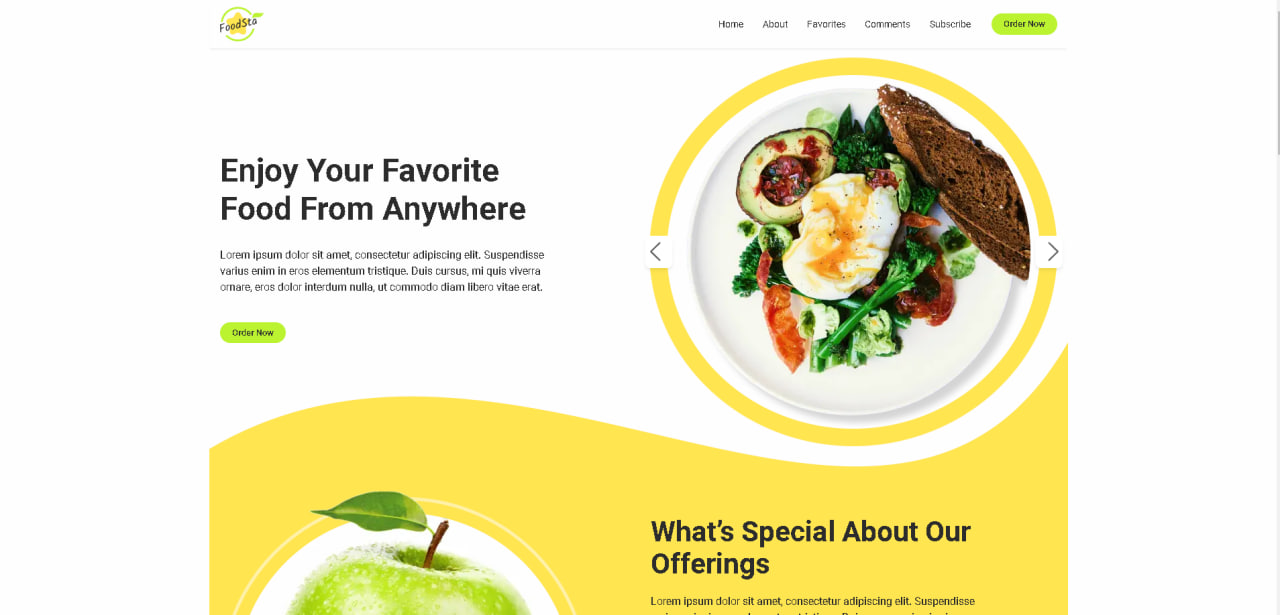 FoodSta
Home About Favorites Comments Subscribe Order Now
Enjoy Your Favorite
Food From Anywhere
Lorem ipsum dolor sit amet, consectetur adipiscing elit. Suspendisse
varius enim in eros elementum tristique. Duis cursus, mi quis viverra
ornare, eros dolor interdum nulla, ut commodo diam libero vitae erat.
Order Now
What's Special About Our
Offerings
Lorem ipsum dolor sit amet, consectetur adipiscing elit. Suspendisse